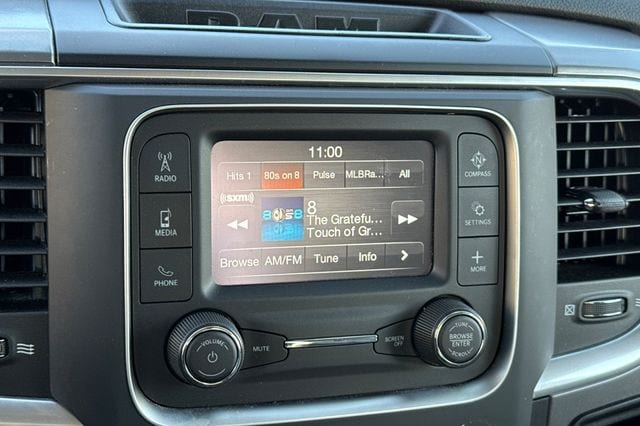 RAM
11:00
Hits 1 80s on 8 Pulse MLBRa... All
((sxm))
8
The Gratefu...
Touch of Gr...
Browse AM/FM Tune Info >
RADIO
MEDIA
PHONE
COMPASS
SETTINGS
+
MORE
VOLUME
MUTE
SCREEN
OFF
TUNE
BROWSE
ENTER
SCROLL